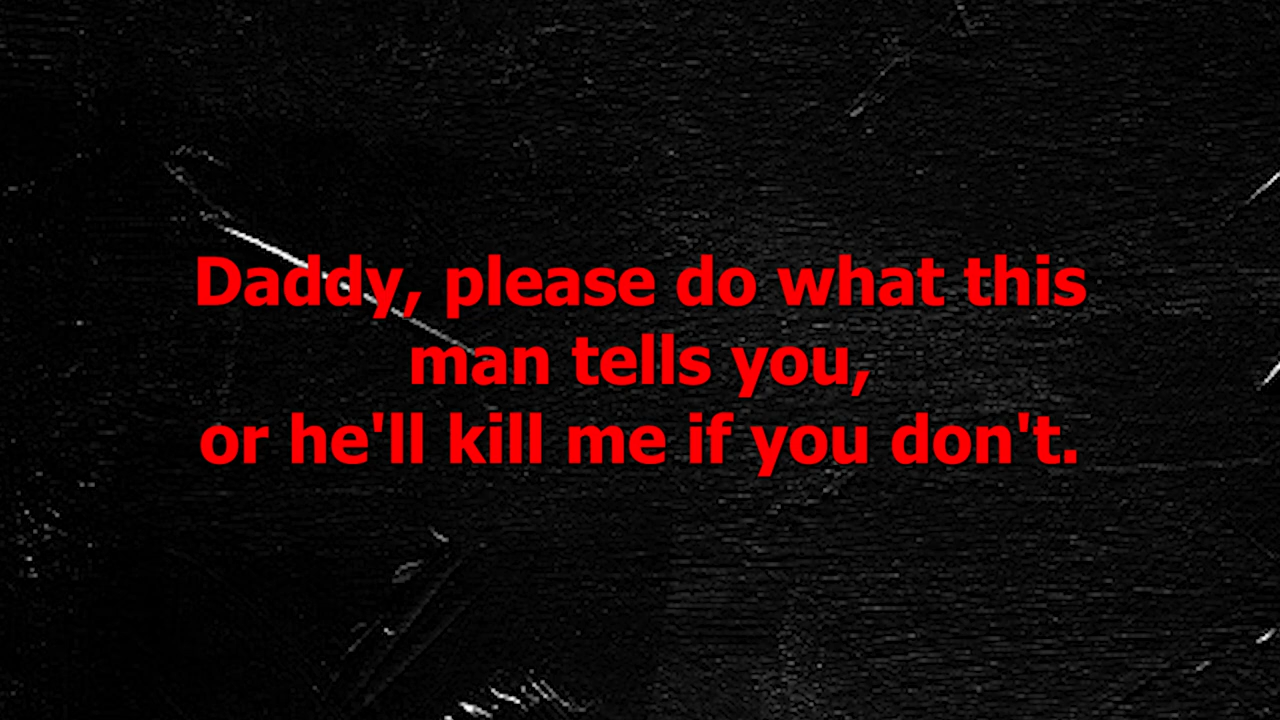 Daddy, please do what this
man tells you,
or he'll kill me if you don't.